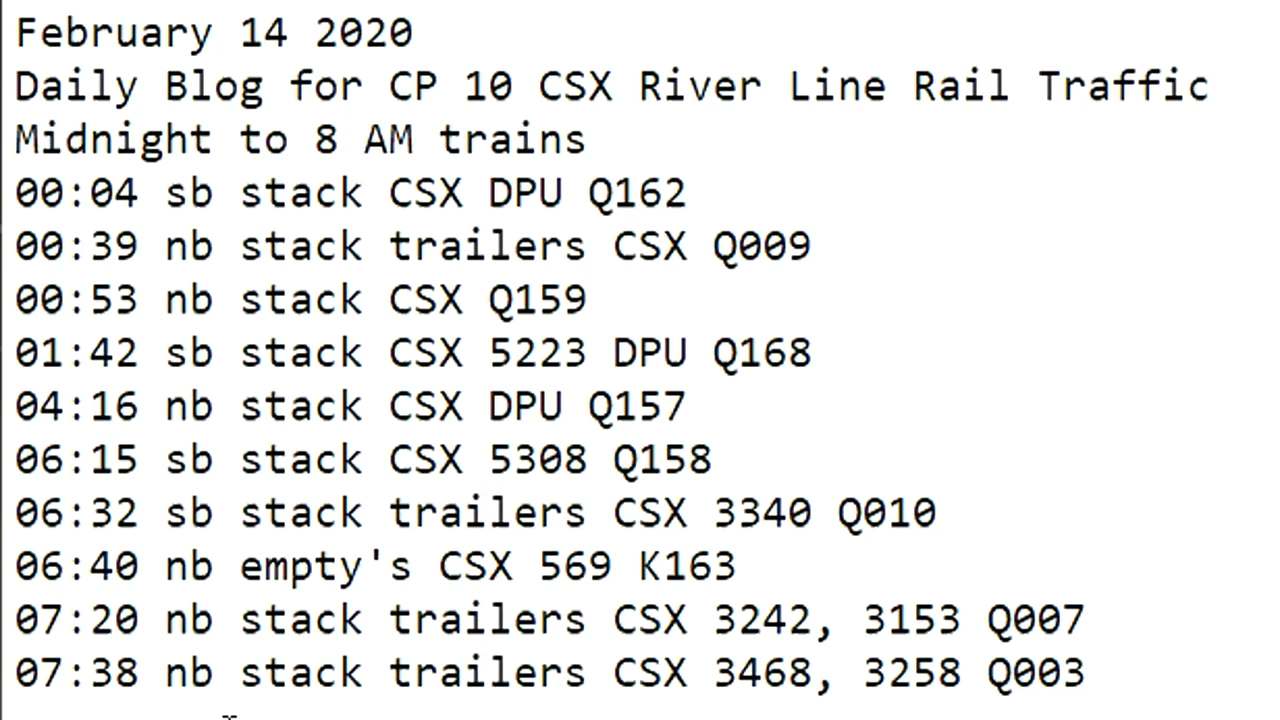 February 14 2020
Daily Blog for CP 10 CSX River Line Rail Traffic
Midnight to 8 AM trains
00:04 sb stack CSX DPU Q162
00:39 nb stack trailers CSX Q009
00:53 nb stack CSX Q159
01:42 sb stack CSX 5223 DPU Q168
04:16 nb stack CSX DPU Q157
06:15 sb stack CSX 5308 Q158
06:32 sb stack trailers CSX 3340 Q010
06:40 nb empty's CSX 569 K163
07:20 nb stack trailers CSX 3242, 3153 Q007
07:38 nb stack trailers CSX 3468, 3258 Q003